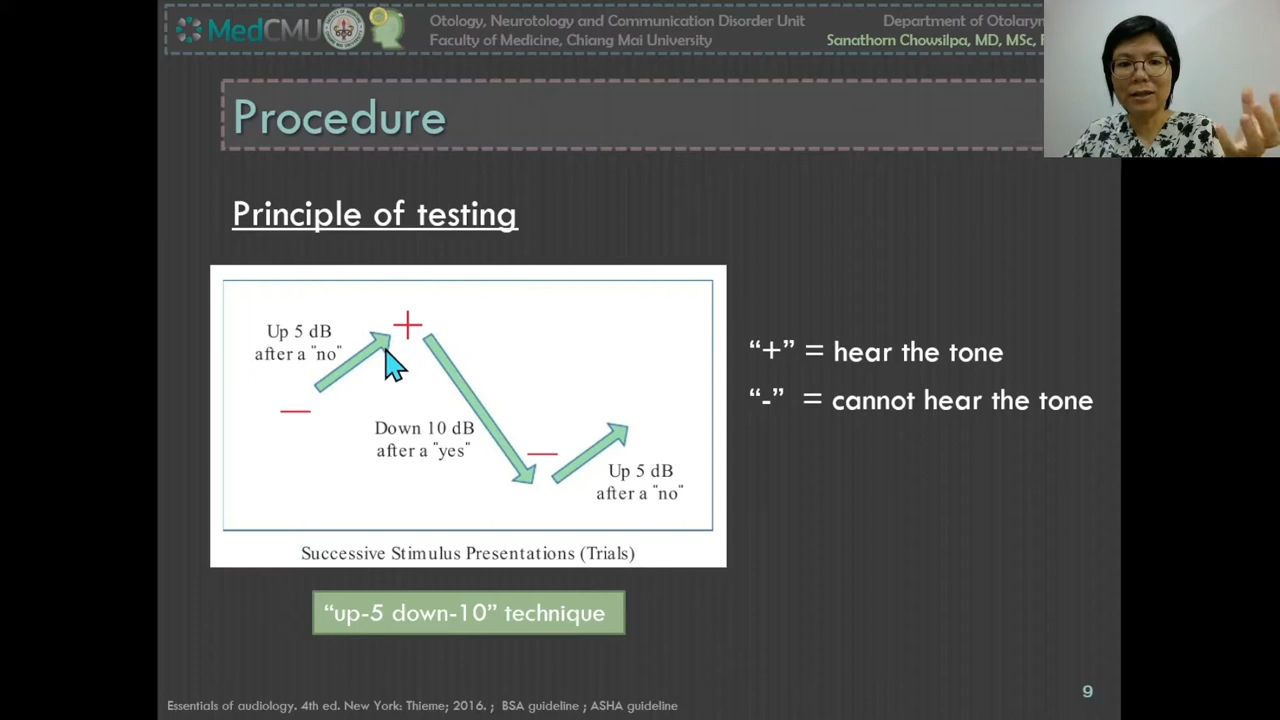 MedCMU
Otology, Neurotology and Communication Disorder Unit
Faculty of Medicine, Chiang Mai University
Department of Otolaryn
Sanathorn Chowsilpa, MD, MSc,
Procedure
Principle of testing
Up 5 dB
after a "no"
+
—
Down 10 dB
after a "yes"
—
Up 5 dB
after a "no"
Successive Stimulus Presentations (Trials)
“+” = hear the tone
“-” = cannot hear the tone
“up-5 down-10” technique
Essentials of audiology. 4th ed. New York: Thieme; 2016. ; BSA guideline ; ASHA guideline
9